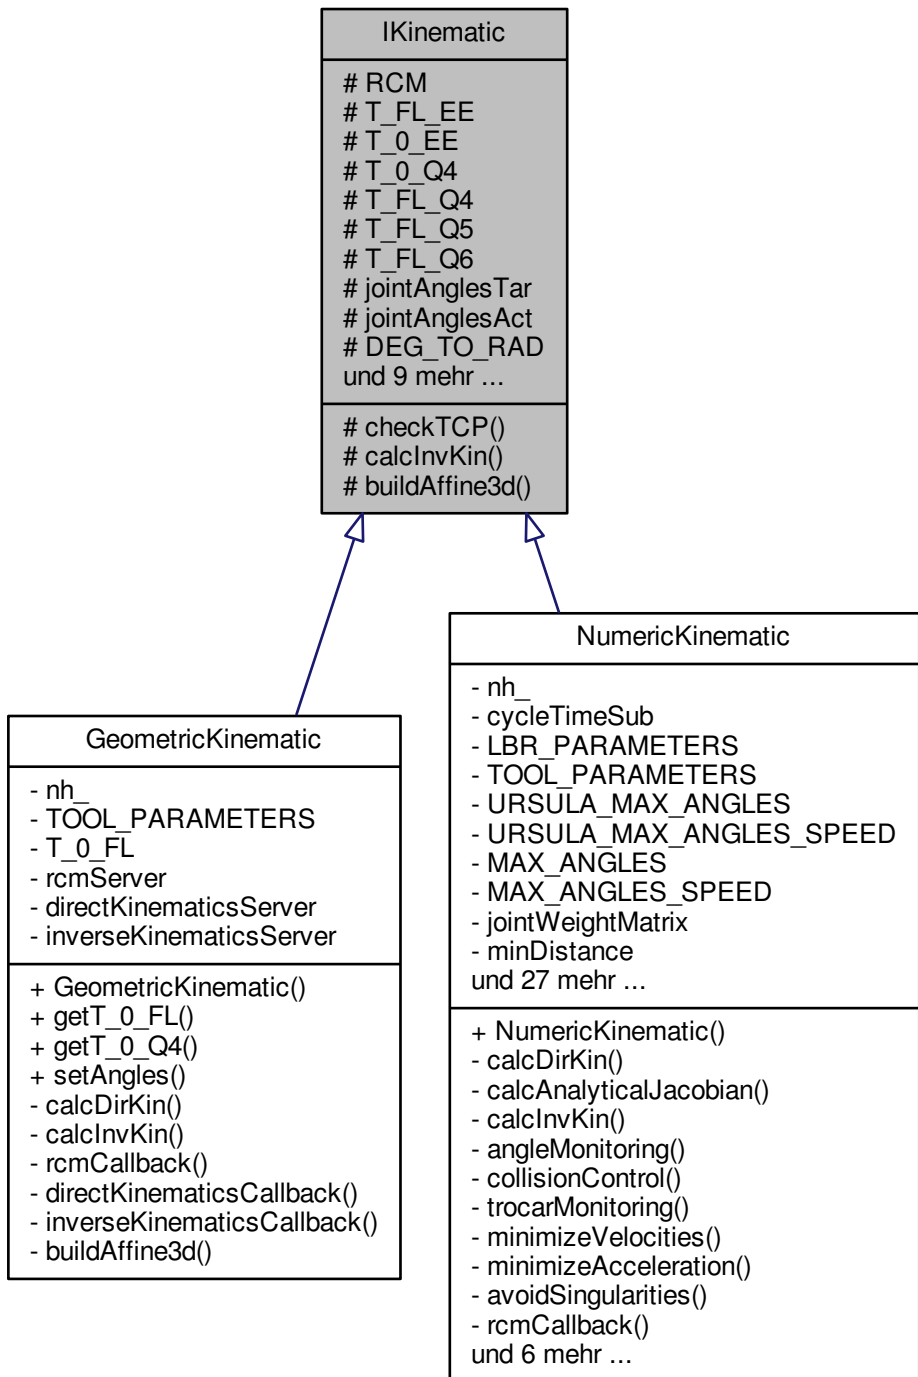 IKinematic
# RCM
# T_FL_EE
# T_0_EE
# T_0_Q4
# T_FL_Q4
# T_FL_Q5
# T_FL_Q6
# jointAnglesTar
# jointAnglesAct
# DEG_TO_RAD
und 9 mehr ...
# checkTCP()
# calcInvKin()
# buildAffine3d()
GeometricKinematic
- nh_
- TOOL_PARAMETERS
- T_0_FL
- rcmServer
- directKinematicsServer
- inverseKinematicsServer
+ GeometricKinematic()
+ getT_0_FL()
+ getT_0_Q4()
+ setAngles()
- calcDirKin()
- calcInvKin()
- rcmCallback()
- directKinematicsCallback()
- inverseKinematicsCallback()
- buildAffine3d()
NumericKinematic
- nh_
- cycleTimeSub
- LBR_PARAMETERS
- TOOL_PARAMETERS
- URSULA_MAX_ANGLES
- URSULA_MAX_ANGLES_SPEED
- MAX_ANGLES
- MAX_ANGLES_SPEED
- jointWeightMatrix
- minDistance
und 27 mehr ...
+ NumericKinematic()
- calcDirKin()
- calcAnalyticalJacobian()
- calcInvKin()
- angleMonitoring()
- collisionControl()
- trocarMonitoring()
- minimizeVelocities()
- minimizeAcceleration()
- avoidSingularities()
- rcmCallback()
und 6 mehr ...